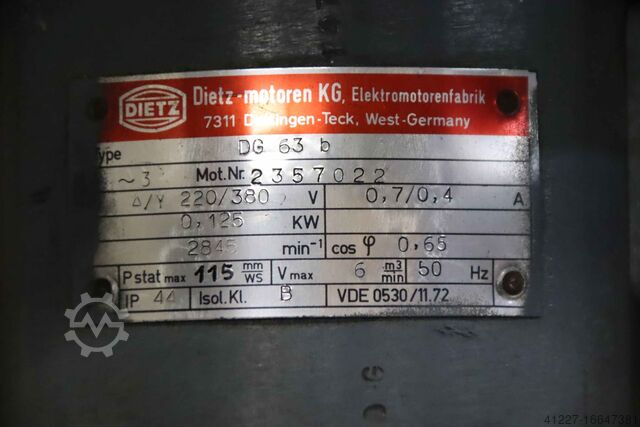 DIETZ
Dietz-motoren KG, Elektromotorenfabrik
7311 Dettingen-Teck, West-Germany
Type DG 63 b
~ 3 Mot.Nr. 2357022
Δ/Y 220/380 V 0,7/0,4 A
0,125 KW
2845 min⁻¹ cos φ 0,65
P stat max 115 mm/WS V max 6 m3/min 50 Hz
IP 44 Isol. Kl. B VDE 0530/11.72
41227-16647381